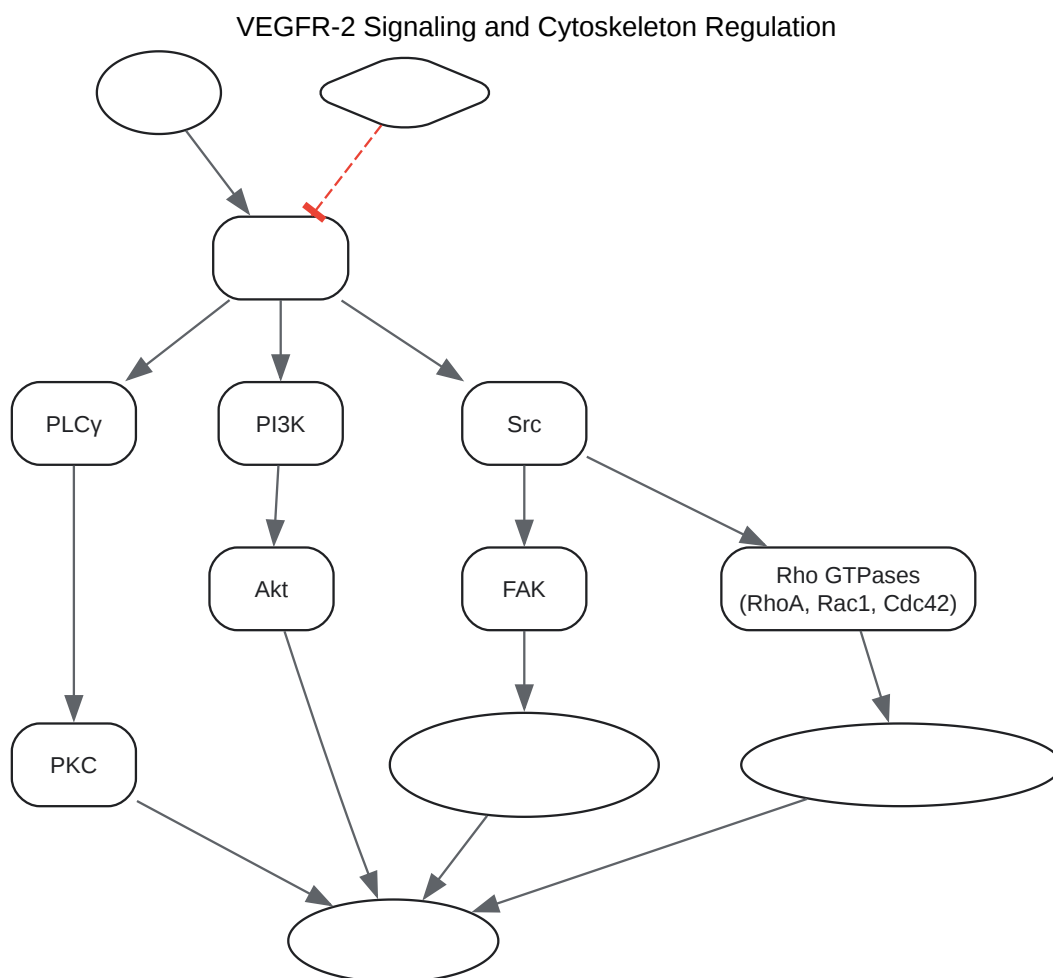 VEGFR-2 Signaling and Cytoskeleton Regulation
PLCγ
PI3K
Src
Akt
FAK
Rho GTPases
(RhoA, Rac1, Cdc42)
PKC